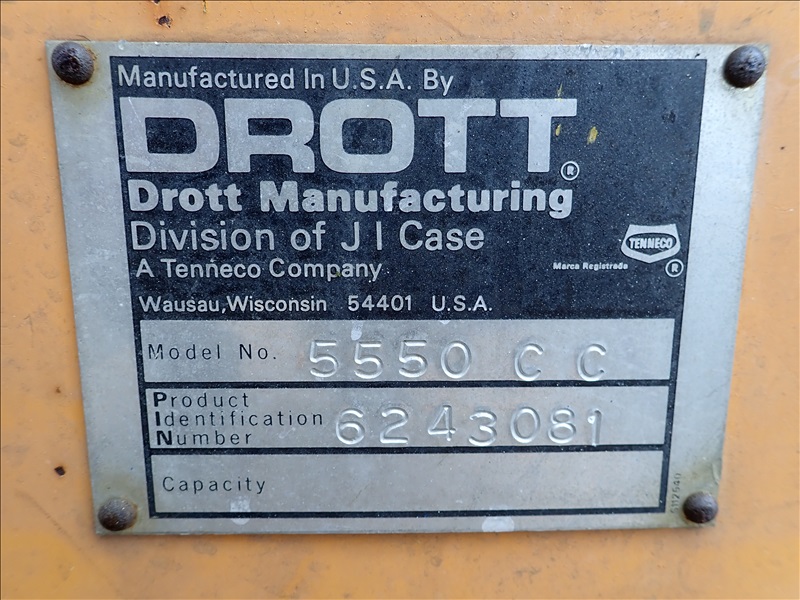 Manufactured In U.S.A. By
DROTT®
Drott Manufacturing
Division of J I Case
A Tenneco Company
TENNECO
Marca Registrada ®
Wausau, Wisconsin 54401 U.S.A.
Model No. 5550 C C
Product
Identification
Number 6243081
Capacity
S112640